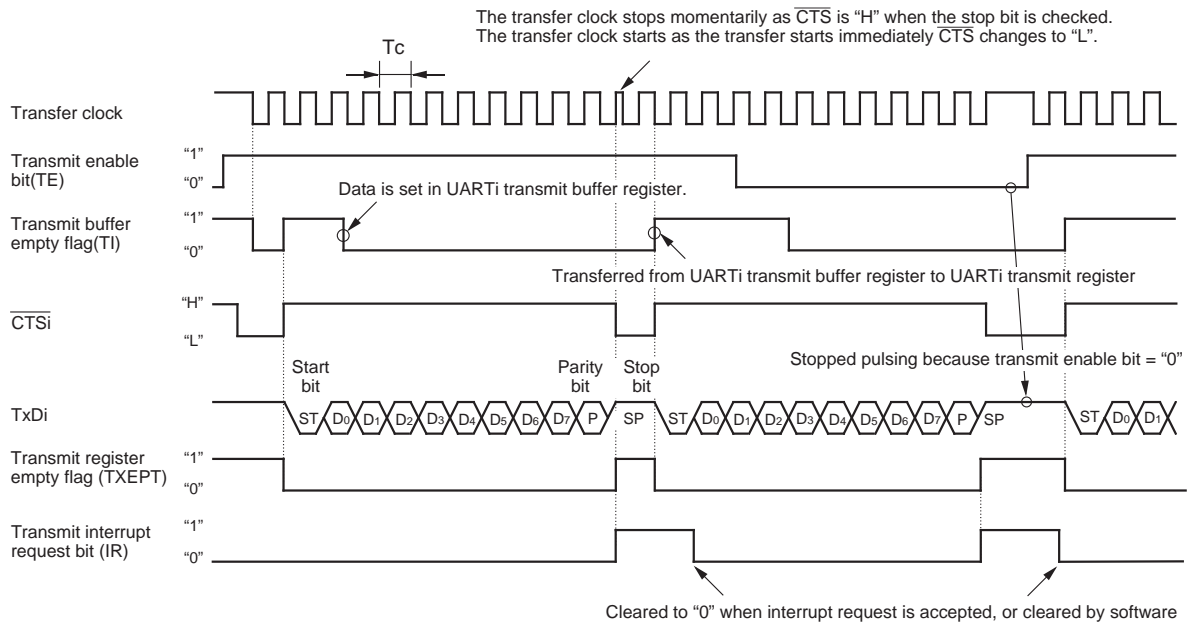 The transfer clock stops momentarily as CTS is “H” when the stop bit is checked.
The transfer clock starts as the transfer starts immediately CTS changes to “L”.
Tc
Transfer clock
Transmit enable
bit(TE)
“1”
“0”
Data is set in UARTi transmit buffer register.
Transmit buffer
empty flag(TI)
“1”
“0”
Transferred from UARTi transmit buffer register to UARTi transmit register
CTSi
“H”
“L”
Stopped pulsing because transmit enable bit = “0”
Start
bit
Parity
bit
Stop
bit
TxDi
ST D0 D1 D2 D3 D4 D5 D6 D7 P SP ST D0 D1 D2 D3 D4 D5 D6 D7 P SP ST D0 D1
Transmit register
empty flag (TXEPT)
“1”
“0”
Transmit interrupt
request bit (IR)
“1”
“0”
Cleared to “0” when interrupt request is accepted, or cleared by software